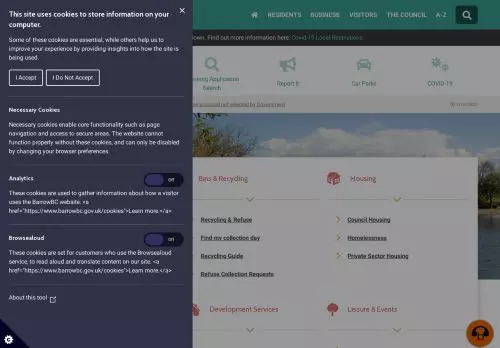 This site uses cookies to store information on your
computer.
Some of these cookies are essential, while others help us to
improve your experience by providing insights into how the site is
being used.
I Accept
I Do Not Accept
Necessary Cookies
Necessary cookies enable core functionality such as page
navigation and access to secure areas. The website cannot
function properly without these cookies, and can only be disabled
by changing your browser preferences.
Analytics
Off
These cookies are used to gather information about how a visitor
uses the BarrowBC website. <a
href="https://www.barrowbc.gov.uk/cookies">Learn more.</a>
Browsealoud
Off
These cookies are set for customers who use the Browsealoud
service, to read aloud and translate content on our site. <a
href="https://www.barrowbc.gov.uk/cookies">Learn more.</a>
About this tool
RESIDENTS
BUSINESS
VISITORS
THE COUNCIL
A-Z
down. Find out more information here: Covid-19 Local Restrictions
Application
Search
Report It
Car Parks
COVID-19
proposal not selected by Government
Bins & Recycling
Recycling & Refuse
Find my collection day
Recycling Guide
Refuse Collection Requests
Housing
Council Housing
Homelessness
Private Sector Housing
Development Services
Leisure & Events